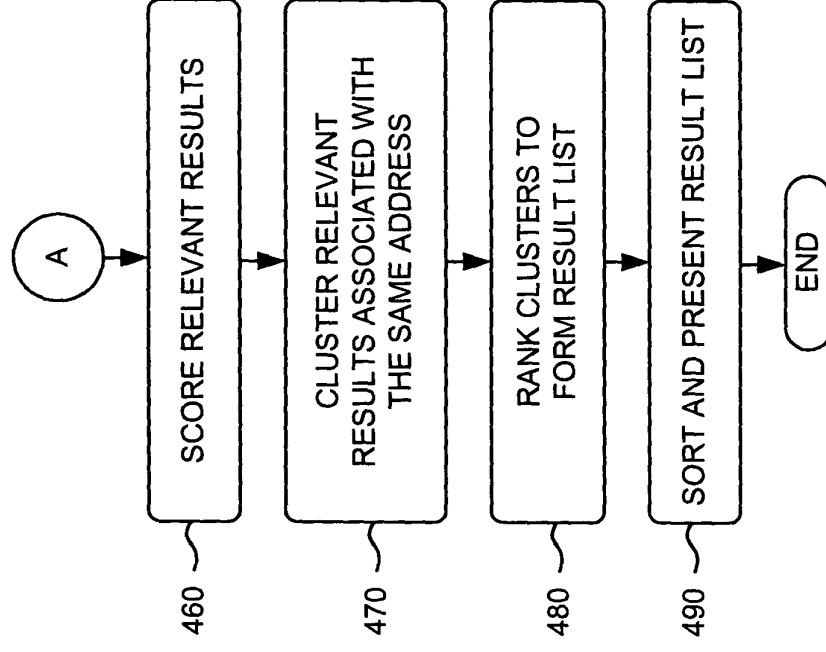 A
460
SCORE RELEVANT RESULTS
470
CLUSTER RELEVANT
RESULTS ASSOCIATED WITH
THE SAME ADDRESS
480
RANK CLUSTERS TO
FORM RESULT LIST
490
SORT AND PRESENT RESULT LIST
END